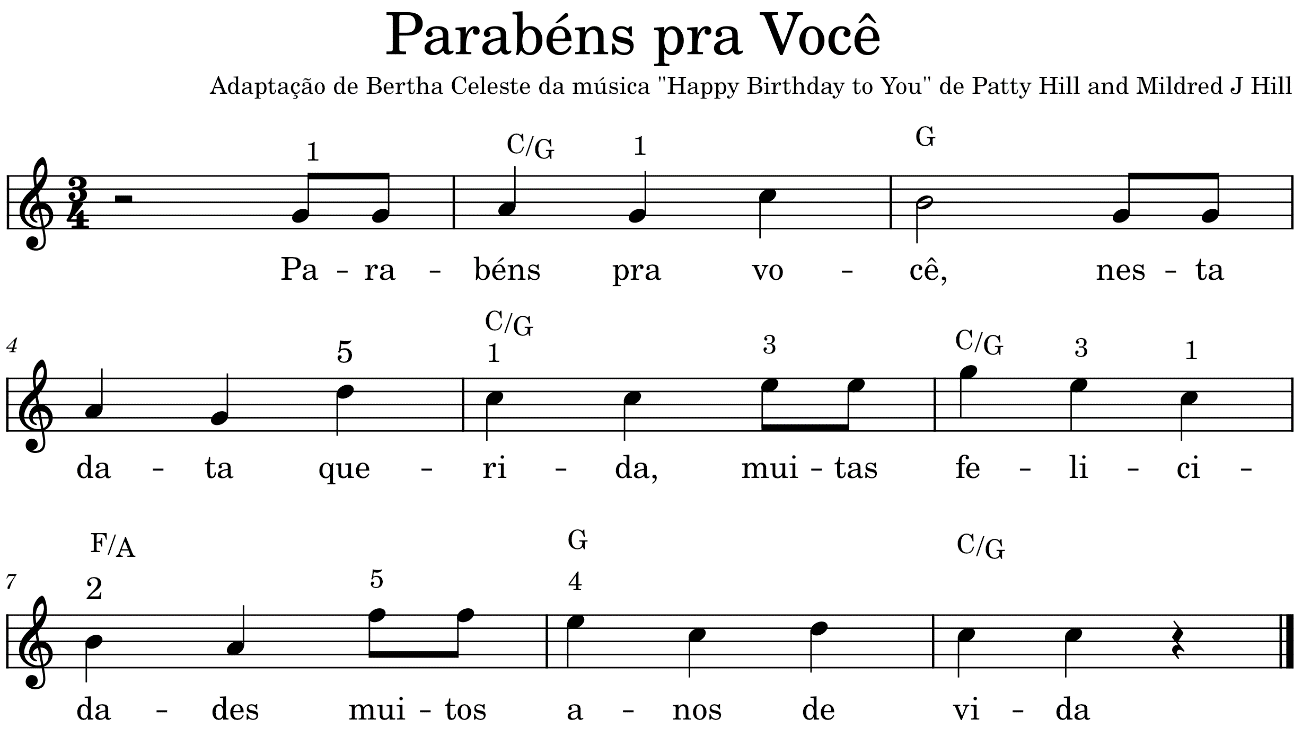 Parabéns pra Você
Adaptação de Bertha Celeste da música "Happy Birthday to You" de Patty Hill and Mildred J Hill
1 C/G 1 G
3 4
Pa - ra - béns pra vo - cê, nes - ta
4 5 C/G 1 3 C/G 3 1
da - ta que - ri - da, mui - tas fe - li - ci -
F/A G C/G
7 2 5 4
da - des mui - tos a - nos de vi - da